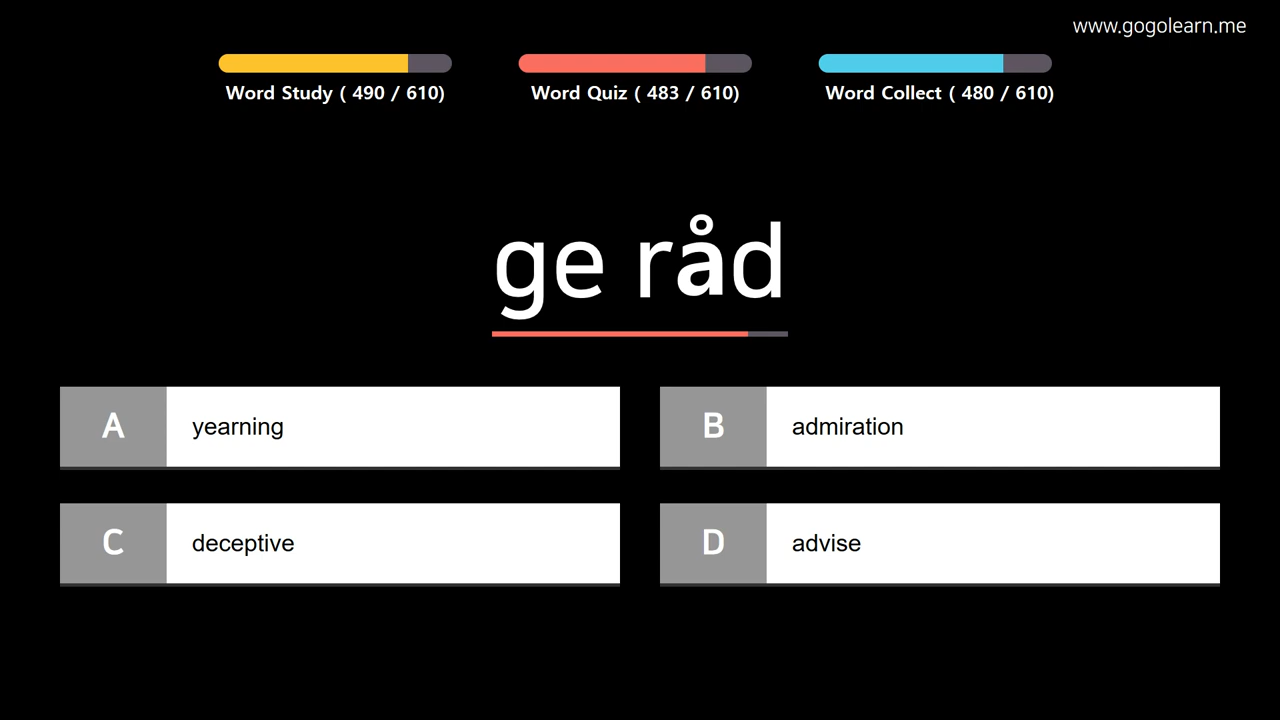 www.gogolearn.me
Word Study ( 490 / 610)
Word Quiz ( 483 / 610)
Word Collect ( 480 / 610)
ge råd
A yearning
B admiration
C deceptive
D advise